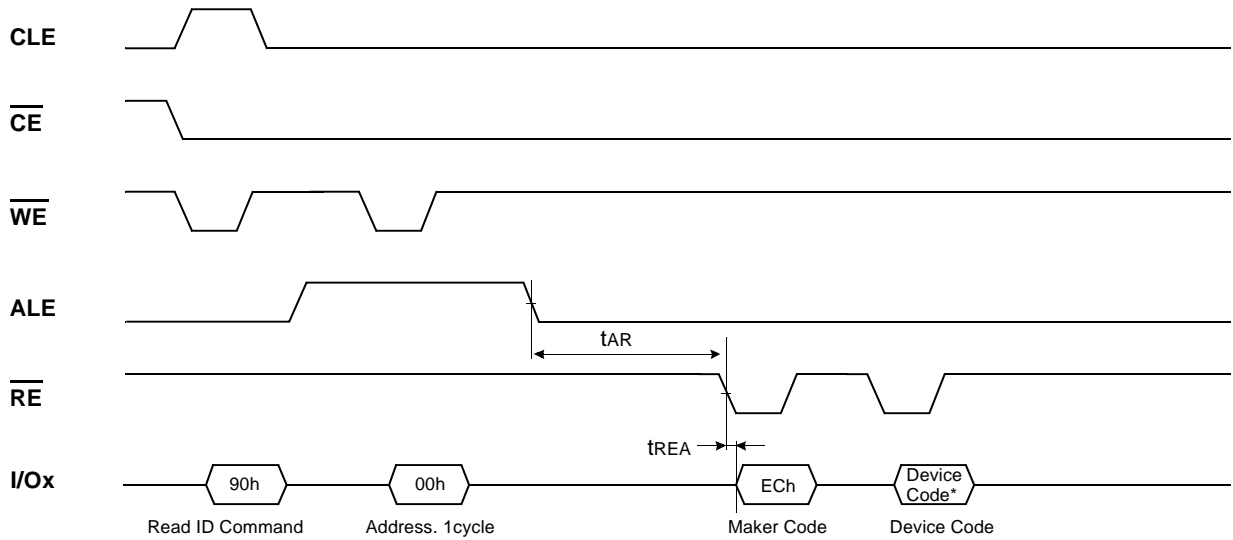 CLE
CE
WE
ALE
tAR
RE
tREA
I/Ox
90h
00h
ECh
Device
Code*
Read ID Command
Address. 1cycle
Maker Code
Device Code